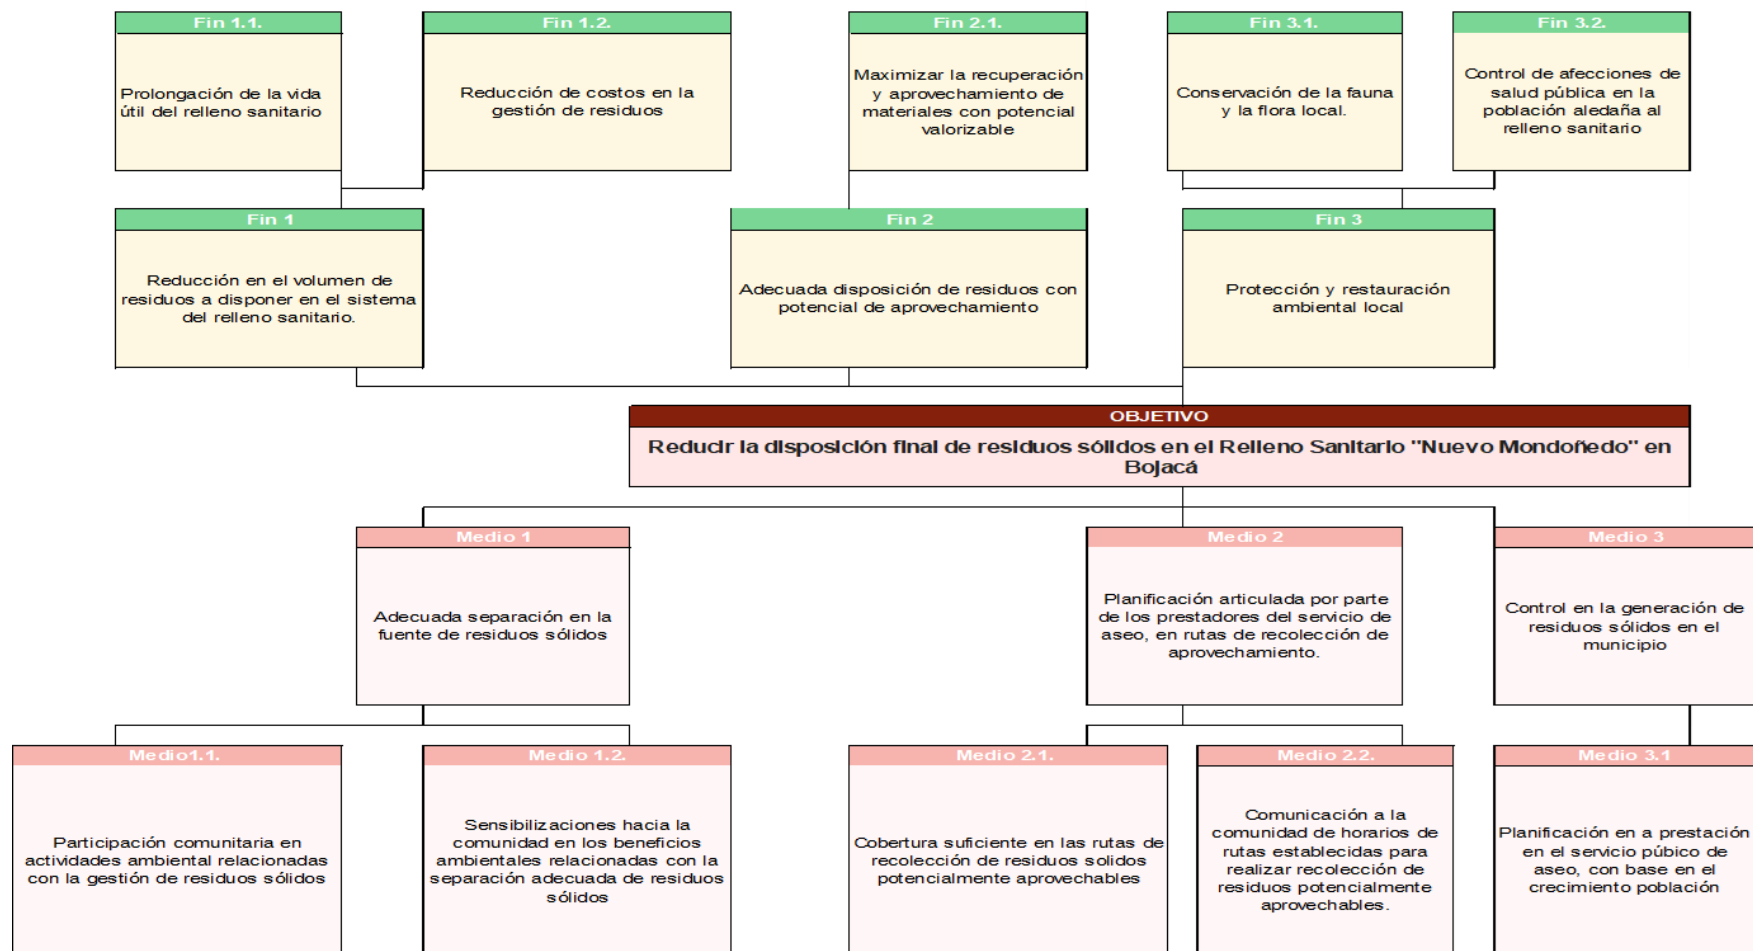 Fin 1.1.
Prolongación de la vida
útil del relleno sanitario
Fin 1.2.
Reducción de costos en la
gestión de residuos
Fin 2.1.
Maximizar la recuperación
y aprovechamiento de
materiales con potencial
valorizable
Fin 3.1.
Conservación de la fauna
y la flora local.
Fin 3.2.
Control de afecciones de
salud pública en la
población aledaña al
relleno sanitario
Fin 1
Reducción en el volumen de
residuos a disponer en el sistema
del relleno sanitario.
Fin 2
Adecuada disposición de residuos con
potencial de aprovechamiento
Fin 3
Protección y restauración
ambiental local
OBJETIVO
Reducir la disposición final de residuos sólidos en el Relleno Sanitario "Nuevo Mondoñedo" en
Bojacá
Medio 1
Adecuada separación en la
fuente de residuos sólidos
Medio 2
Planificación articulada por parte
de los prestadores del servicio de
aseo, en rutas de recolección de
aprovechamiento.
Medio 3
Control en la generación de
residuos sólidos en el
municipio
Medio1.1.
Participación comunitaria en
actividades ambiental relacionadas
con la gestión de residuos sólidos
Medio 1.2.
Sensibilizaciones hacia la
comunidad en los beneficios
ambientales relacionadas con la
separación adecuada de residuos
sólidos
Medio 2.1.
Cobertura suficiente en las rutas de
recolección de residuos solidos
potencialmente aprovechables
Medio 2.2.
Comunicación a la
comunidad de horarios de
rutas establecidas para
realizar recolección de
residuos potencialmente
aprovechables.
Medio 3.1
Planificación en a prestación
en el servicio púbico de
aseo, con base en el
crecimiento población